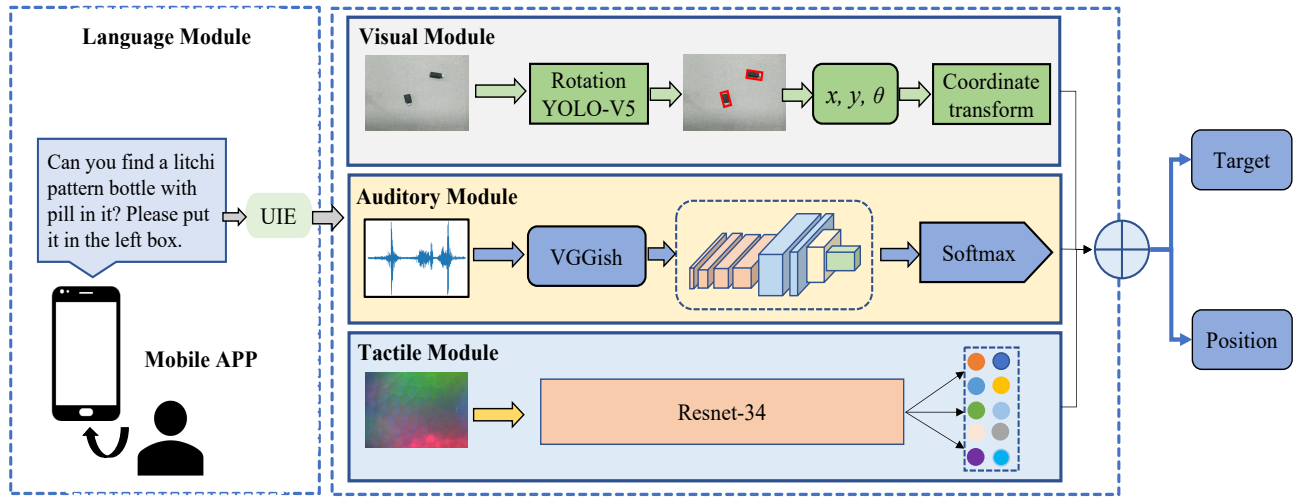 Language Module
Can you find a litchi
pattern bottle with
pill in it? Please put
it in the left box.
UIE
Mobile APP
Visual Module
Rotation
YOLO-V5
x, y, θ
Coordinate
transform
Auditory Module
VGGish
Softmax
Tactile Module
Resnet-34
Target
Position